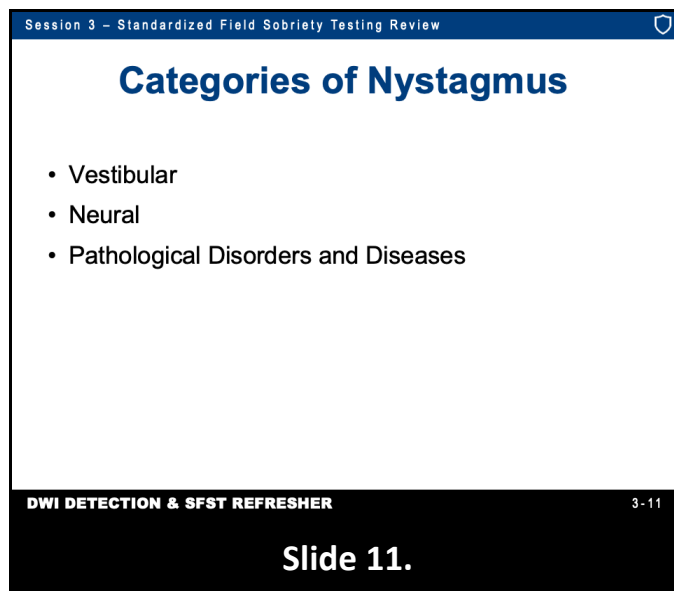 Session 3 – Standardized Field Sobriety Testing Review
Categories of Nystagmus
• Vestibular
• Neural
• Pathological Disorders and Diseases
DWI DETECTION & SFST REFRESHER 3-11
Slide 11.